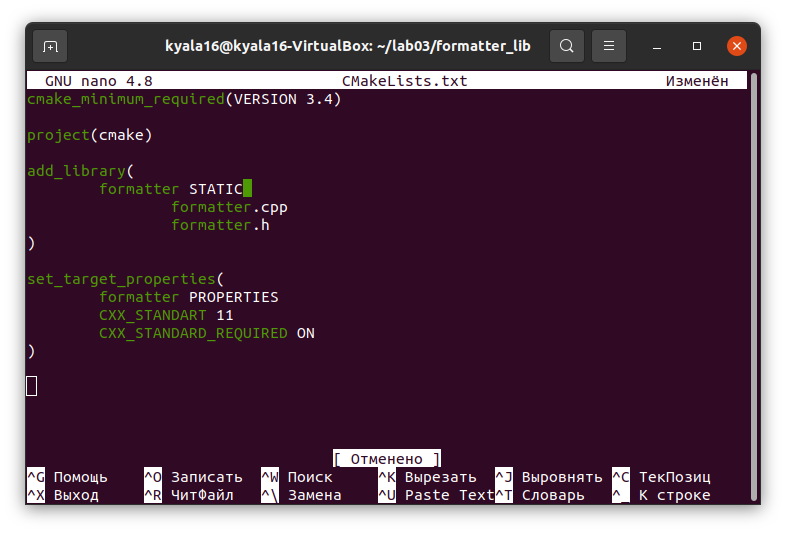 kyala16@kyala16-VirtualBox: ~/lab03/formatter_lib
GNU nano 4.8 CMakeLists.txt Изменён
cmake_minimum_required(VERSION 3.4)
project(cmake)
add_library(
formatter STATIC
formatter.cpp
formatter.h
)
set_target_properties(
formatter PROPERTIES
CXX_STANDART 11
CXX_STANDARD_REQUIRED ON
)
[ Отменено ]
^G Помощь ^O Записать ^W Поиск ^K Вырезать ^J Выровнять ^C ТекПозиц
^X Выход ^R ЧитФайл ^\ Замена ^U Paste Text ^T Словарь ^_ К строке